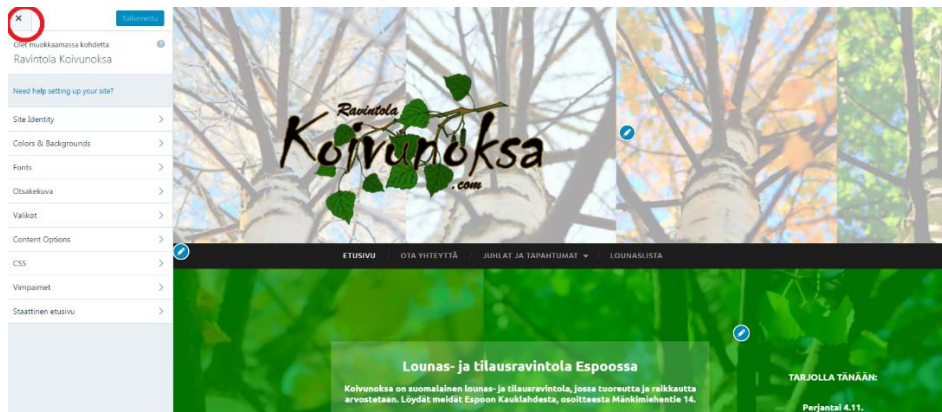 ×
Tallennettu
Olet muokkaamassa kohdetta
Ravintola Koivunoksa
Need help setting up your site?
Site Identity
Colors & Backgrounds
Fonts
Otsakekuva
Valikot
Content Options
CSS
Vimpaimet
Staattinen etusivu
Ravintola
Koivunoksa
.com
ETUSIVU / OTA YHTEYTTÄ / JUHLAT JA TAPAHTUMAT / LOUNASLISTA
Lounas- ja tilausravintola Espoossa
Koivunoksa on suomalainen lounas- ja tilausravintola, jossa tuoreutta ja raikkautta
arvostetaan. Löydät meidät Espoon Kauklahdesta, osoitteesta Mänkimiehentie 14.
TARJOLLA TÄNÄÄN:
Perjantai 4.11.